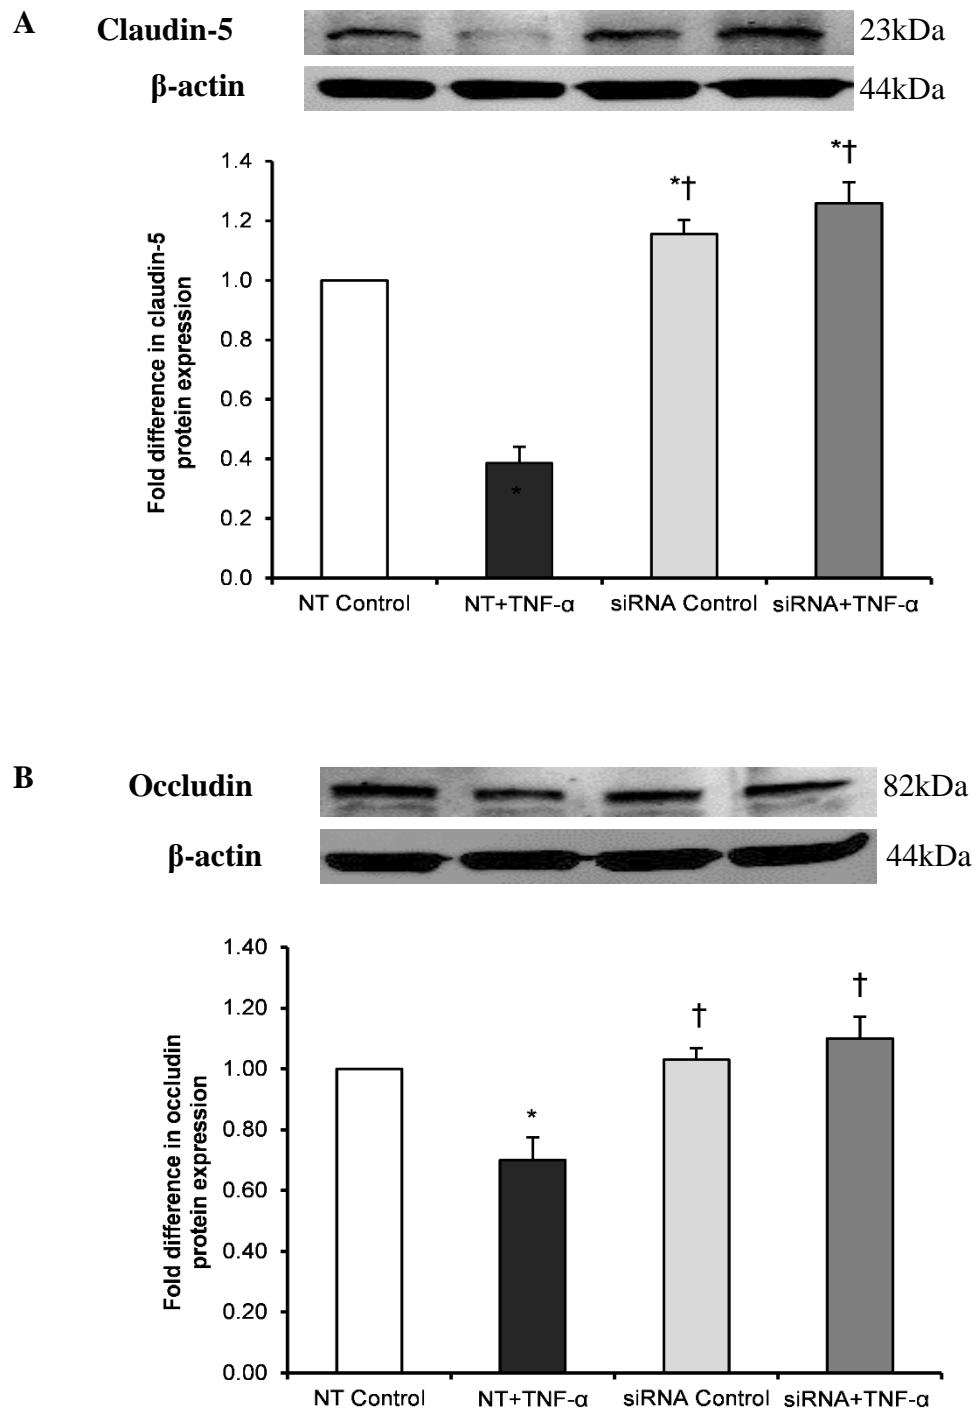 A Claudin-5 23kDa
β-actin 44kDa
*† *†
1.4
1.2
1.0
0.8
0.6
0.4
0.2
0.0
Fold difference in claudin-5
protein expression
*
NT Control NT+TNF-α siRNA Control siRNA+TNF-α
B Occludin 82kDa
β-actin 44kDa
1.40
1.20
1.00
0.80
0.60
0.40
0.20
0.00
Fold difference in occludin
protein expression
* † †
NT Control NT+TNF-α siRNA Control siRNA+TNF-α